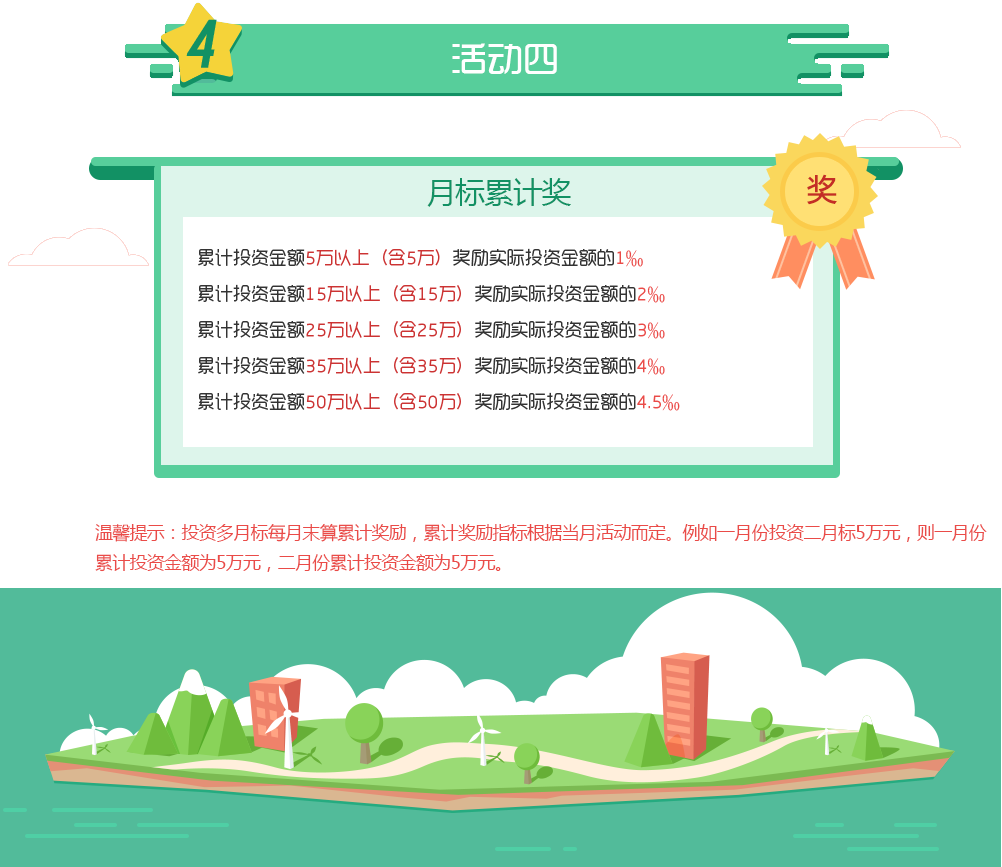 4
活动四
月标累计奖
奖
累计投资金额5万以上（含5万）奖励实际投资金额的1‰
累计投资金额15万以上（含15万）奖励实际投资金额的2‰
累计投资金额25万以上（含25万）奖励实际投资金额的3‰
累计投资金额35万以上（含35万）奖励实际投资金额的4‰
累计投资金额50万以上（含50万）奖励实际投资金额的4.5‰
温馨提示：投资多月标每月末算累计奖励，累计奖励指标根据当月活动而定。例如一月份投资二月标5万元，则一月份
累计投资金额为5万元，二月份累计投资金额为5万元。